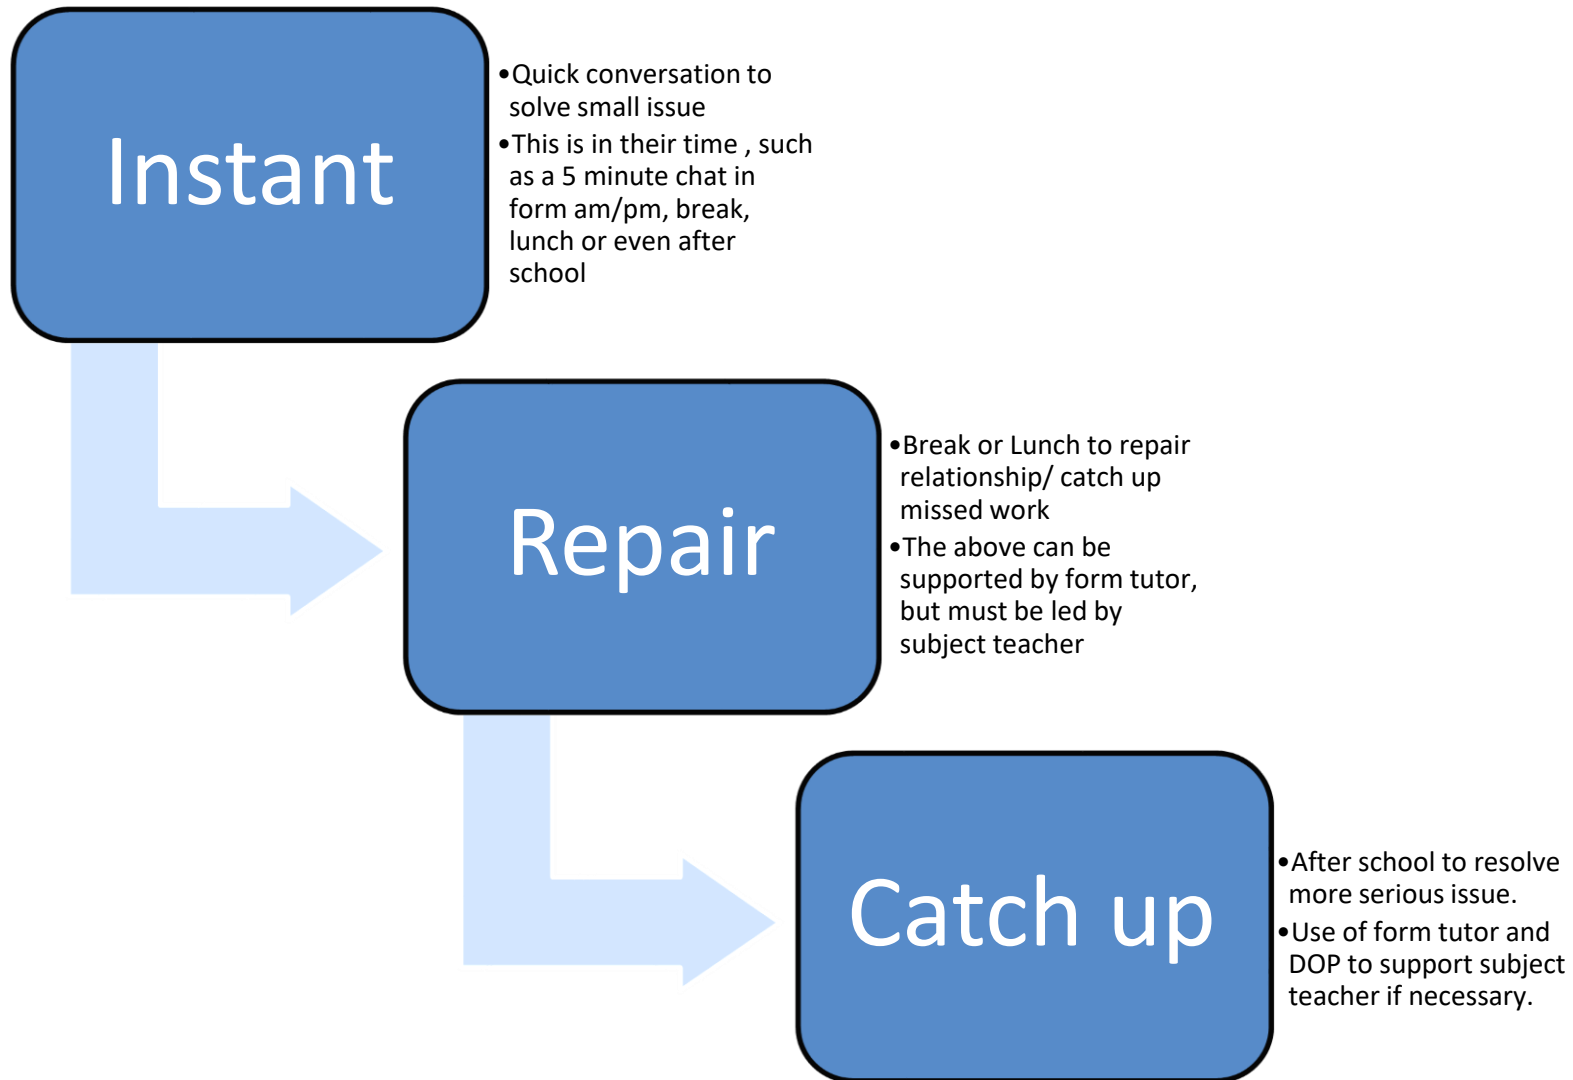 Instant
•Quick conversation to
solve small issue
•This is in their time , such
as a 5 minute chat in
form am/pm, break,
lunch or even after
school
Repair
•Break or Lunch to repair
relationship/ catch up
missed work
•The above can be
supported by form tutor,
but must be led by
subject teacher
Catch up
•After school to resolve
more serious issue.
•Use of form tutor and
DOP to support subject
teacher if necessary.